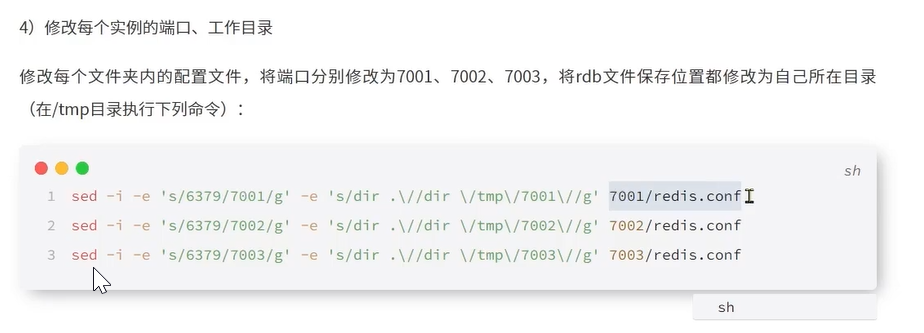 4）修改每个实例的端口、工作目录
修改每个文件夹内的配置文件，将端口分别修改为7001、7002、7003，将rdb文件保存位置都修改为自己所在目录
（在/tmp目录执行下列命令）：
sh
1 sed -i -e 's/6379/7001/g' -e 's/dir .\//dir \/tmp\/7001\//g' 7001/redis.conf
2 sed -i -e 's/6379/7002/g' -e 's/dir .\//dir \/tmp\/7002\//g' 7002/redis.conf
3 sed -i -e 's/6379/7003/g' -e 's/dir .\//dir \/tmp\/7003\//g' 7003/redis.conf
sh